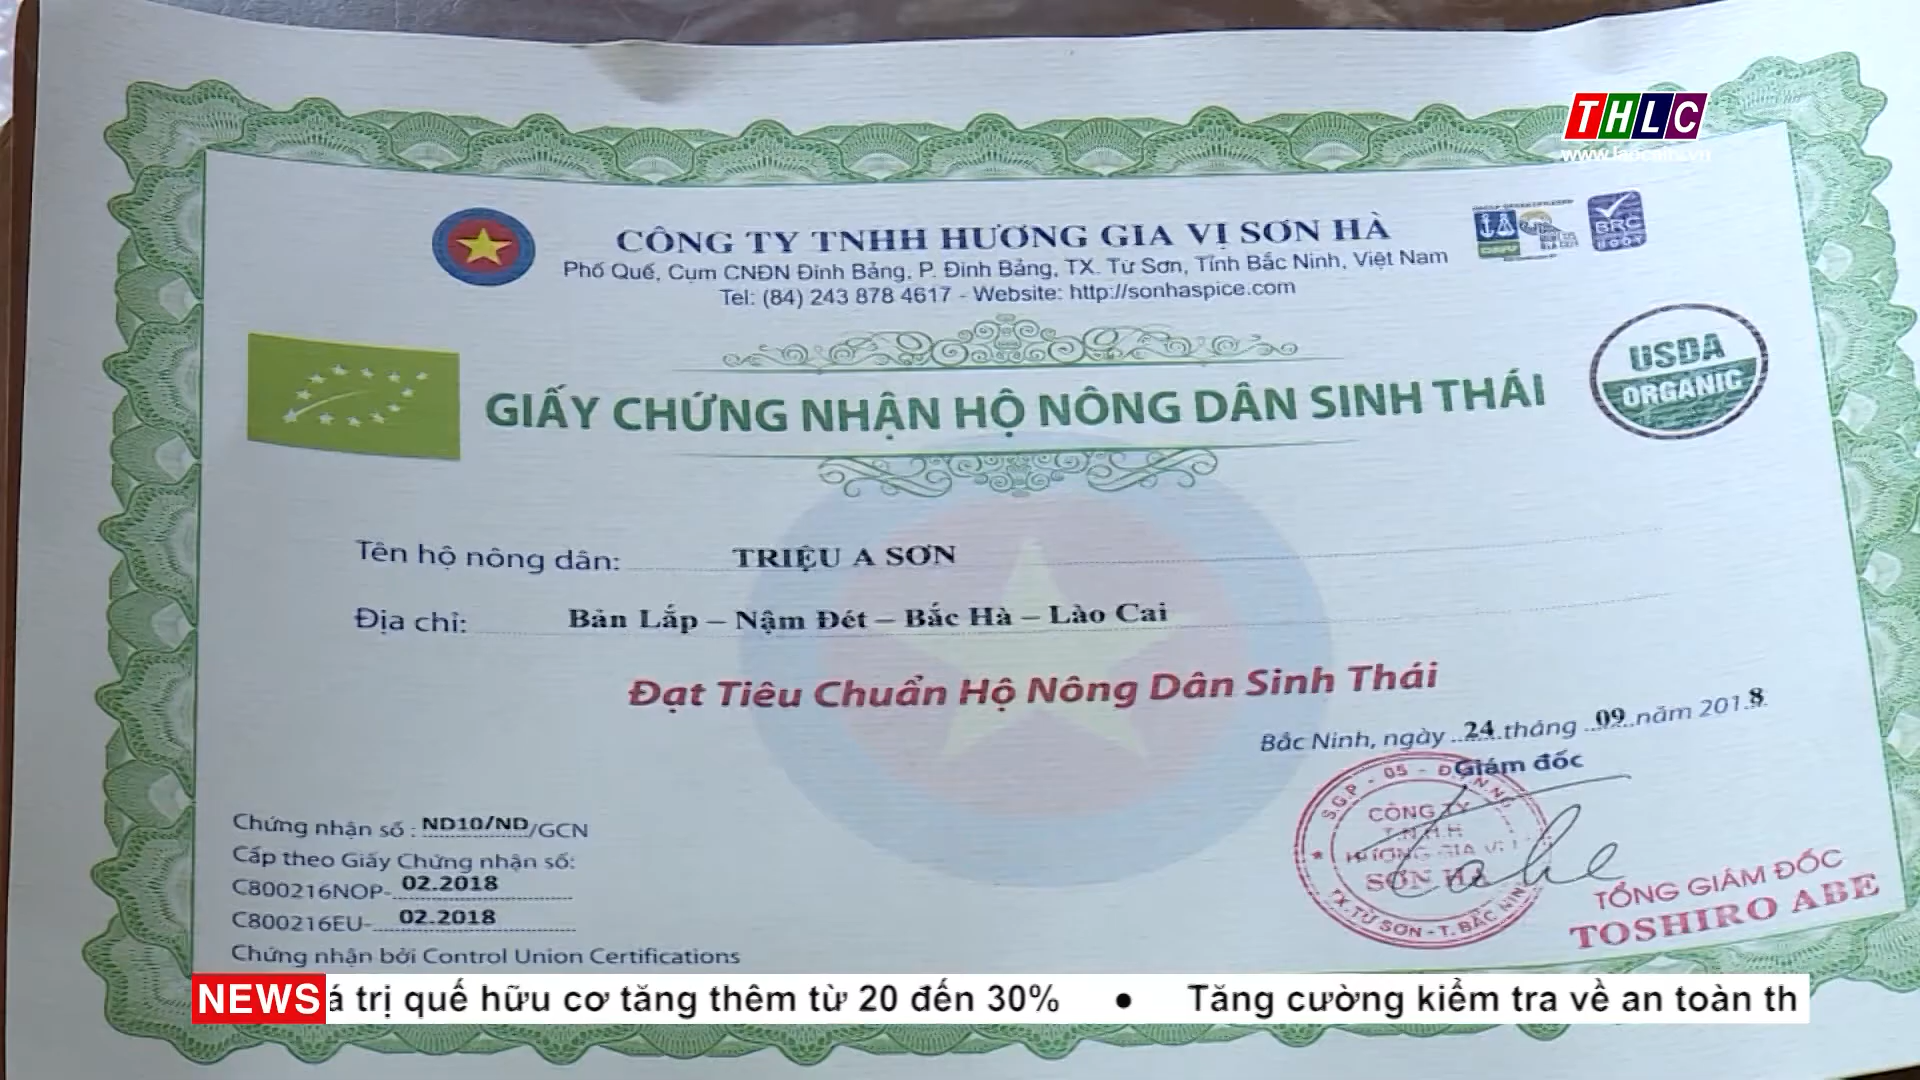 THLC
www.laocaitv.vn
CÔNG TY TNHH HƯƠNG GIA VỊ SƠN HÀ
Phố Quế, Cụm CNĐN Đình Bảng, P. Đình Bảng, TX. Từ Sơn, Tỉnh Bắc Ninh, Việt Nam
Tel: (84) 243 878 4617 - Website: http://sonhaspice.com
BRC
USDA
ORGANIC
GIẤY CHỨNG NHẬN HỘ NÔNG DÂN SINH THÁI
Tên hộ nông dân: TRIỆU A SƠN
Địa chỉ: Bản Lắp – Nậm Đét – Bắc Hà – Lào Cai
Đạt Tiêu Chuẩn Hộ Nông Dân Sinh Thái
Bắc Ninh, ngày 24 tháng 09 năm 2018
Giám đốc
CÔNG TY
T.N.H.H
HƯƠNG GIA VỊ
SƠN HÀ
TX.TỪ SƠN - T. BẮC NINH
TỔNG GIÁM ĐỐC
TOSHIRO ABE
Chứng nhận số : ND10/ND/GCN
Cấp theo Giấy Chứng nhận số:
C800216NOP- 02.2018
C800216EU- 02.2018
Chứng nhận bởi Control Union Certifications
NEWS á trị quế hữu cơ tăng thêm từ 20 đến 30% • Tăng cường kiểm tra về an toàn th